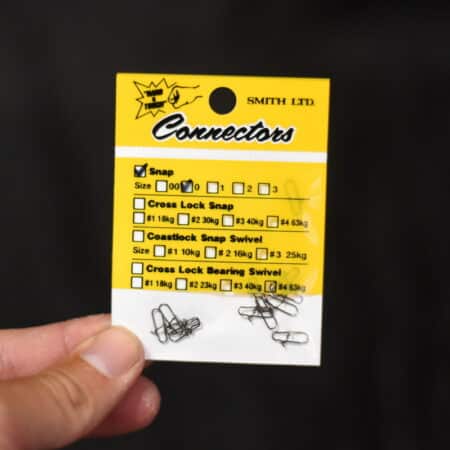 SMITH LTD.
Connectors
Snap
Size 00 0 1 2 3
Cross Lock Snap
#1 18kg #2 30kg #3 40kg #4 63kg
Coastlock Snap Swivel
Size #1 10kg #2 16kg #3 25kg
Cross Lock Bearing Swivel
#1 18kg #2 23kg #3 40kg #4 63kg